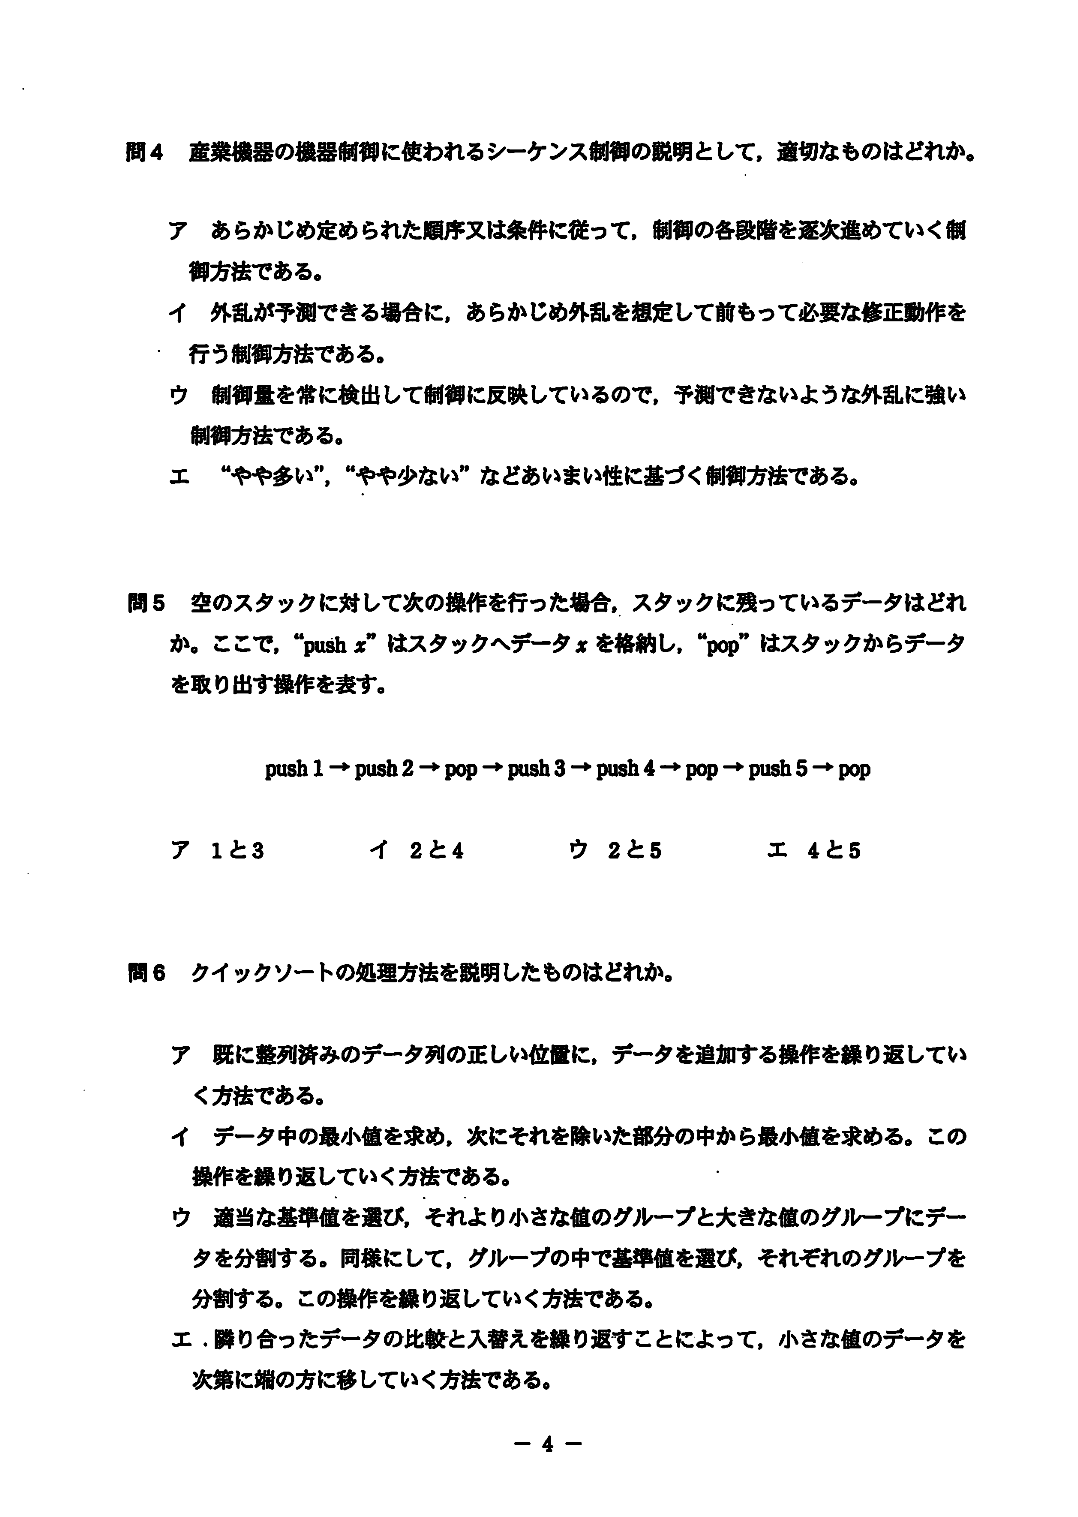 問4　産業機器の機器制御に使われるシーケンス制御の説明として，適切なものはどれか。
ア　あらかじめ定められた順序又は条件に従って，制御の各段階を逐次進めていく制
御方法である。
イ　外乱が予測できる場合に，あらかじめ外乱を想定して前もって必要な修正動作を
行う制御方法である。
ウ　制御量を常に検出して制御に反映しているので，予測できないような外乱に強い
制御方法である。
エ　“やや多い”，“やや少ない” などあいまい性に基づく制御方法である。
問5　空のスタックに対して次の操作を行った場合，スタックに残っているデータはどれ
か。ここで，“push x” はスタックへデータ x を格納し，“pop” はスタックからデータ
を取り出す操作を表す。
push 1 → push 2 → pop → push 3 → push 4 → pop → push 5 → pop
ア　1と3　イ　2と4　ウ　2と5　エ　4と5
問6　クイックソートの処理方法を説明したものはどれか。
ア　既に整列済みのデータ列の正しい位置に，データを追加する操作を繰り返してい
く方法である。
イ　データ中の最小値を求め，次にそれを除いた部分の中から最小値を求める。この
操作を繰り返していく方法である。
ウ　適当な基準値を選び，それより小さな値のグループと大きな値のグループにデー
タを分割する。同様にして，グループの中で基準値を選び，それぞれのグループを
分割する。この操作を繰り返していく方法である。
エ　隣り合ったデータの比較と入替えを繰り返すことによって，小さな値のデータを
次第に端の方に移していく方法である。
― 4 ―